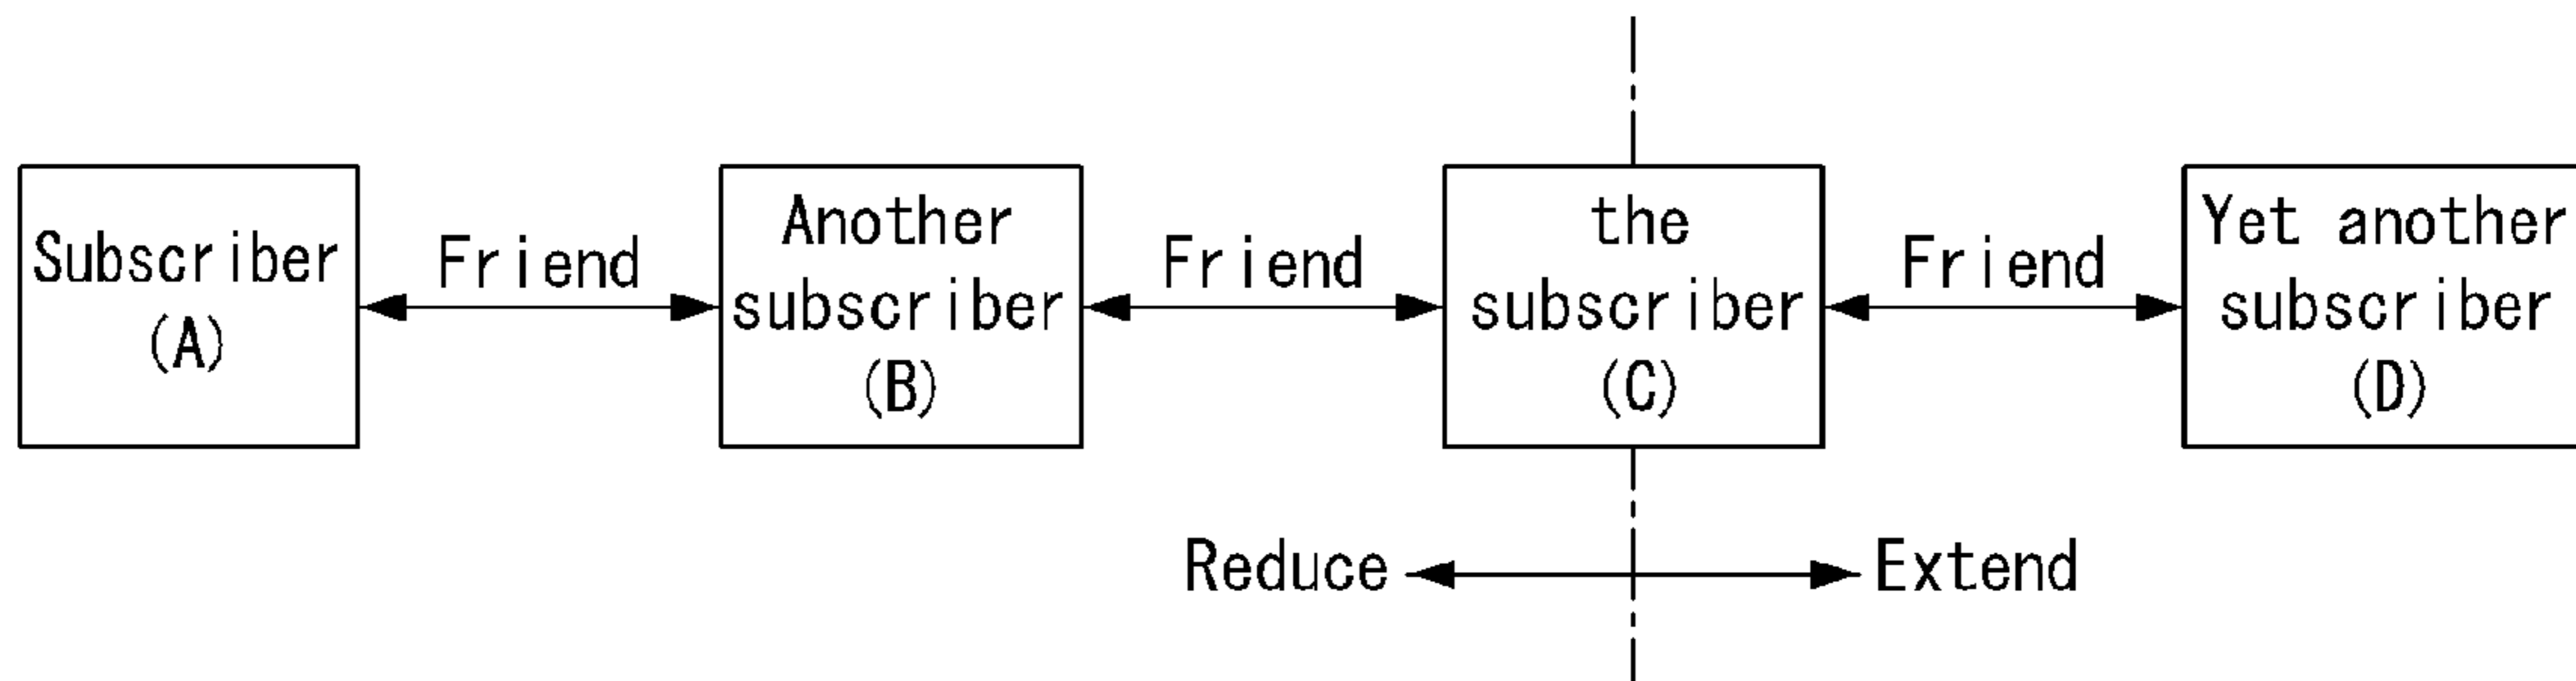 Subscriber
(A)
Friend
Another
subscriber
(B)
Friend
the
subscriber
(C)
Friend
Yet another
subscriber
(D)
Reduce
Extend